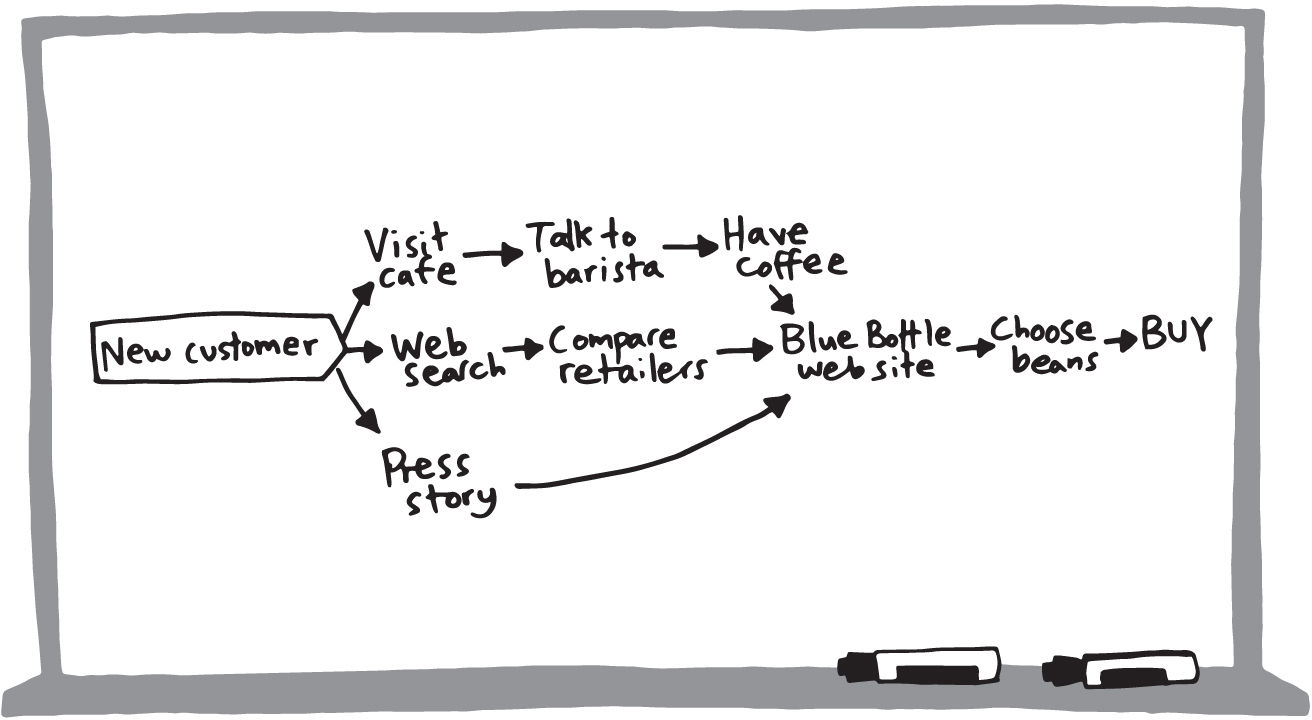 New customer
Visit
cafe
Talk to
barista
Have
coffee
Web
search
Compare
retailers
Blue Bottle
web site
Choose
beans
BUY
Press
story